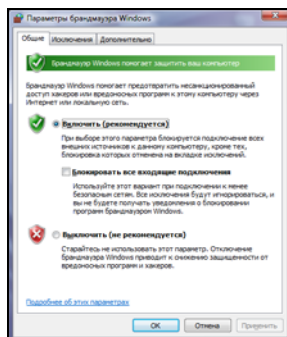 Параметры брандмауэра Windows
Общие Исключения Дополнительно
Брандмауэр Windows помогает защитить ваш компьютер
Брандмауэр Windows помогает предотвратить несанкционированный
доступ хакеров или вредоносных программ к этому компьютеру через
Интернет или локальную сеть.
Включить (рекомендуется)
При выборе этого параметра блокируется подключение всех
внешних источников к данному компьютеру, кроме тех,
блокировка которых отменена на вкладке исключений.
Блокировать все входящие подключения
Используйте этот вариант при подключении к менее
безопасным сетям. Все исключения будут игнорироваться, и
вы не будете получать уведомления о блокировании
программ брандмауэром Windows.
Выключить (не рекомендуется)
Старайтесь не использовать этот параметр. Отключение
брандмауэра Windows приводит к снижению защищенности от
вредоносных программ и хакеров.
Подробнее об этих параметрах
ОК Отмена Применить